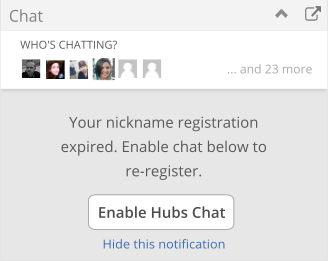 Chat
WHO'S CHATTING?
... and 23 more
Your nickname registration
expired. Enable chat below to
re-register.
Enable Hubs Chat
Hide this notification